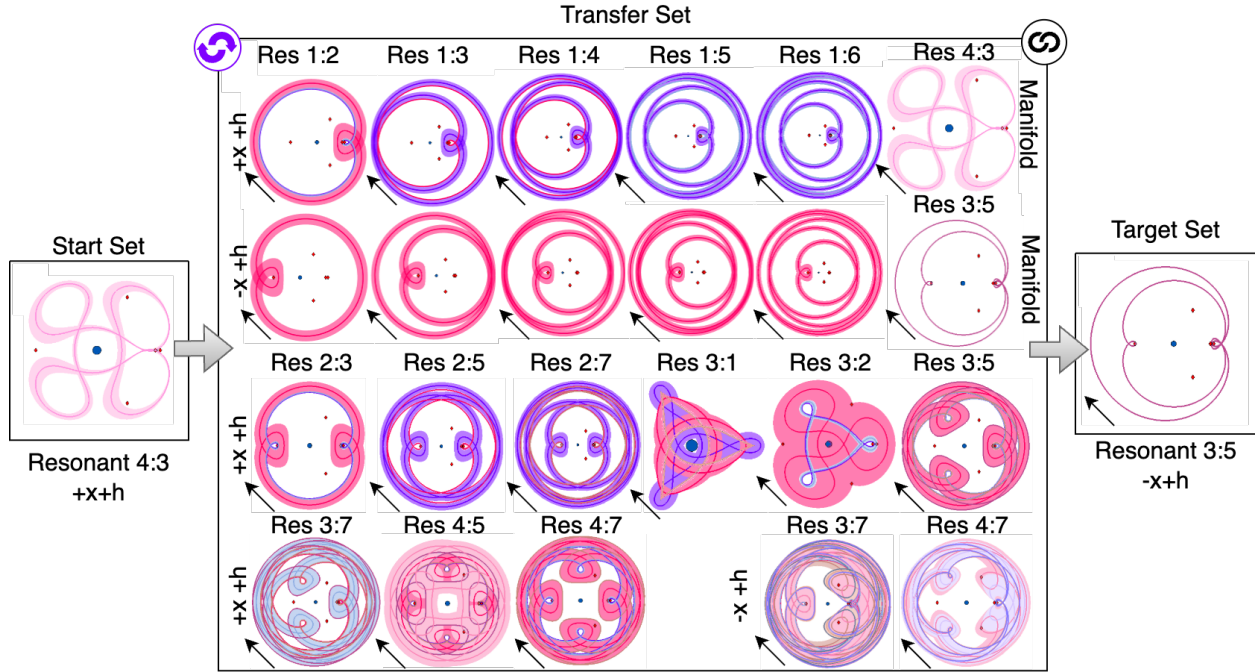 Transfer Set
Res 1:2 Res 1:3 Res 1:4 Res 1:5 Res 1:6 Res 4:3
+x +h
Manifold
Res 3:5
-x +h
Manifold
Start Set
Resonant 4:3
+x+h
Target Set
Resonant 3:5
-x+h
Res 2:3 Res 2:5 Res 2:7 Res 3:1 Res 3:2 Res 3:5
+x +h
Res 3:7 Res 4:5 Res 4:7 Res 3:7 Res 4:7
+x +h
-x +h